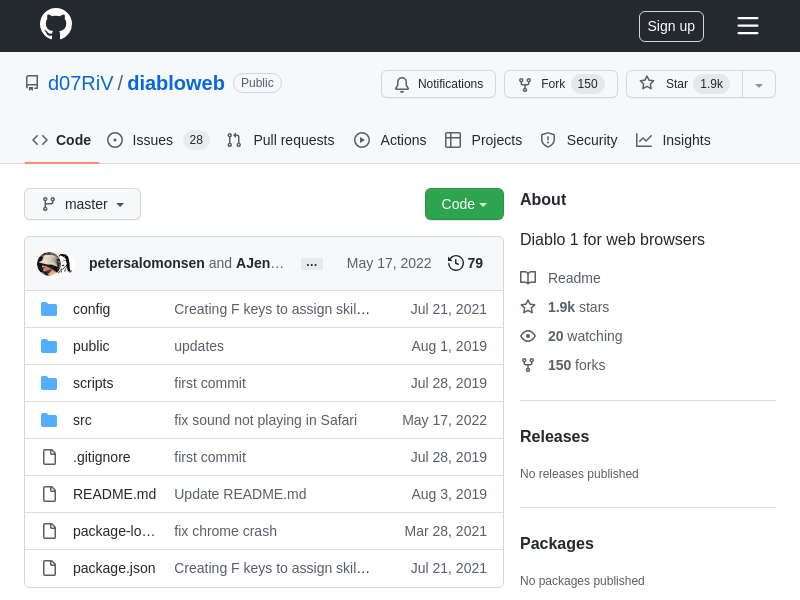 Sign up
d07RiV / diabloweb Public
Notifications Fork 150 Star 1.9k
Code Issues 28 Pull requests Actions Projects Security Insights
master Code
petersalomonsen and AJen… … May 17, 2022 79
config Creating F keys to assign skil… Jul 21, 2021
public updates Aug 1, 2019
scripts first commit Jul 28, 2019
src fix sound not playing in Safari May 17, 2022
.gitignore first commit Jul 28, 2019
README.md Update README.md Aug 3, 2019
package-lo… fix chrome crash Mar 28, 2021
package.json Creating F keys to assign skil… Jul 21, 2021
About
Diablo 1 for web browsers
Readme
1.9k stars
20 watching
150 forks
Releases
No releases published
Packages
No packages published